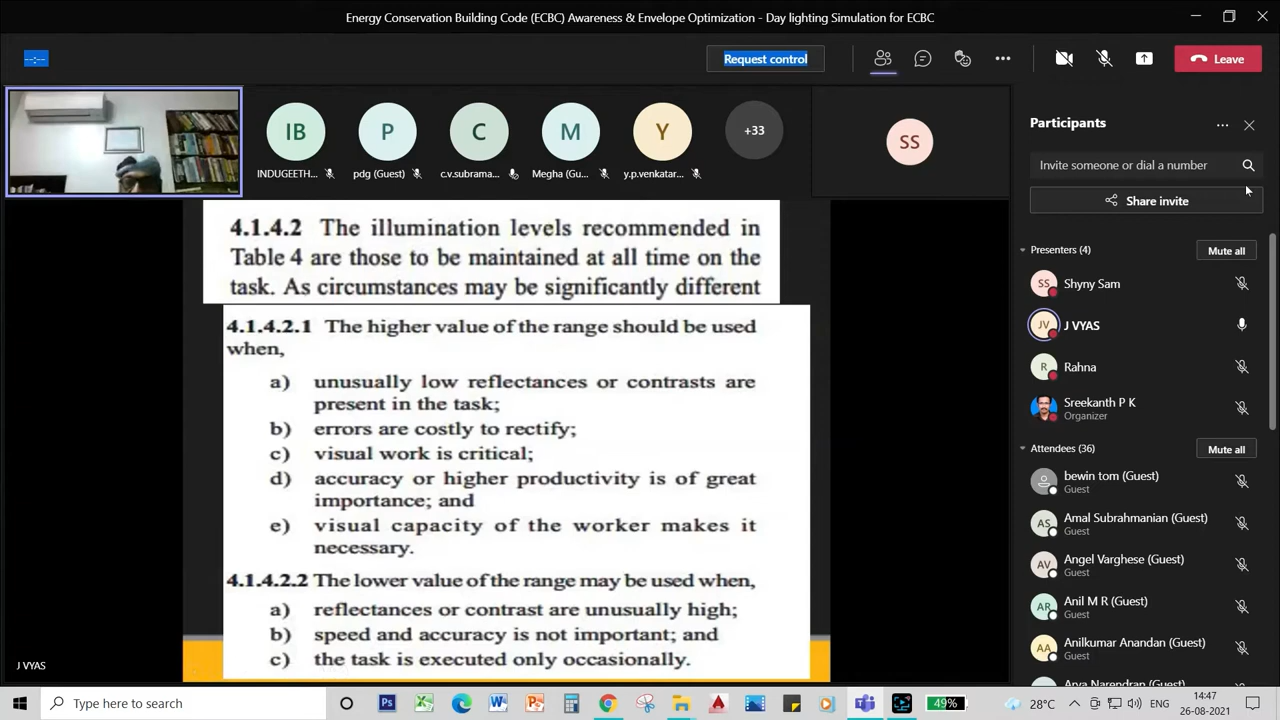 Energy Conservation Building Code (ECBC) Awareness & Envelope Optimization - Day lighting Simulation for ECBC
--:--
Request control
Leave
IB
P
C
M
Y
+33
SS
INDUGEETH...
pdg (Guest)
c.v.subrama...
Megha (Gu...
y.p.venkatar...
4.1.4.2 The illumination levels recommended in
Table 4 are those to be maintained at all time on the
task. As circumstances may be significantly different
4.1.4.2.1 The higher value of the range should be used
when,
a) unusually low reflectances or contrasts are
present in the task;
b) errors are costly to rectify;
c) visual work is critical;
d) accuracy or higher productivity is of great
importance; and
e) visual capacity of the worker makes it
necessary.
4.1.4.2.2 The lower value of the range may be used when,
a) reflectances or contrast are unusually high;
b) speed and accuracy is not important; and
c) the task is executed only occasionally.
J VYAS
Participants
Invite someone or dial a number
Share invite
Presenters (4)
Mute all
SS
Shyny Sam
JV
J VYAS
R
Rahna
Sreekanth P K
Organizer
Attendees (36)
Mute all
bewin tom (Guest)
Guest
AS
Amal Subrahmanian (Guest)
Guest
AV
Angel Varghese (Guest)
Guest
AR
Anil M R (Guest)
Guest
AA
Anilkumar Anandan (Guest)
Guest
Arya Narendran (Guest)
Type here to search
Ps
W
49%
28°C
ENG
14:47
26-08-2021